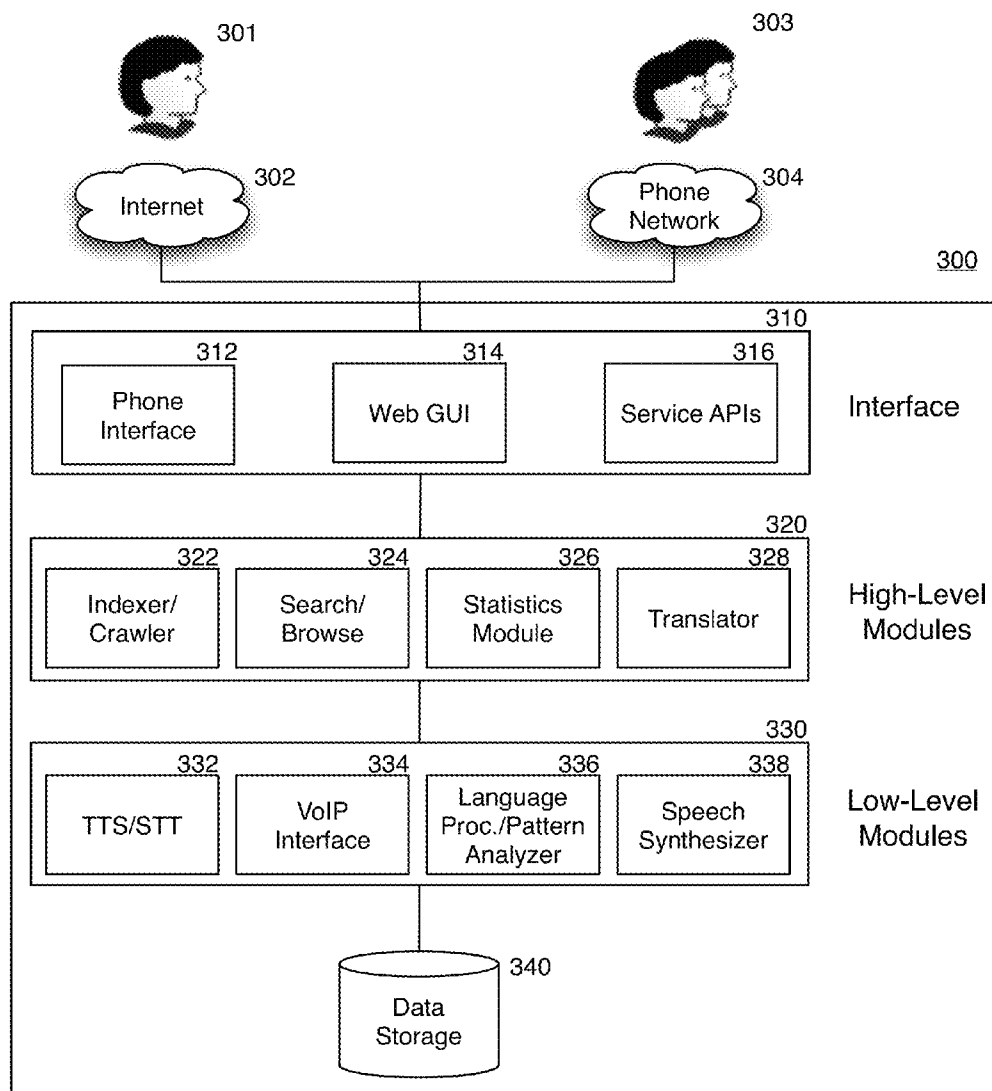 301
303
302
Internet
304
Phone
Network
300
310
312
Phone
Interface
314
Web GUI
316
Service APIs
Interface
320
322
Indexer/
Crawler
324
Search/
Browse
326
Statistics
Module
328
Translator
High-Level
Modules
330
332
TTS/STT
334
VoIP
Interface
336
Language
Proc./Pattern
Analyzer
338
Speech
Synthesizer
Low-Level
Modules
340
Data
Storage